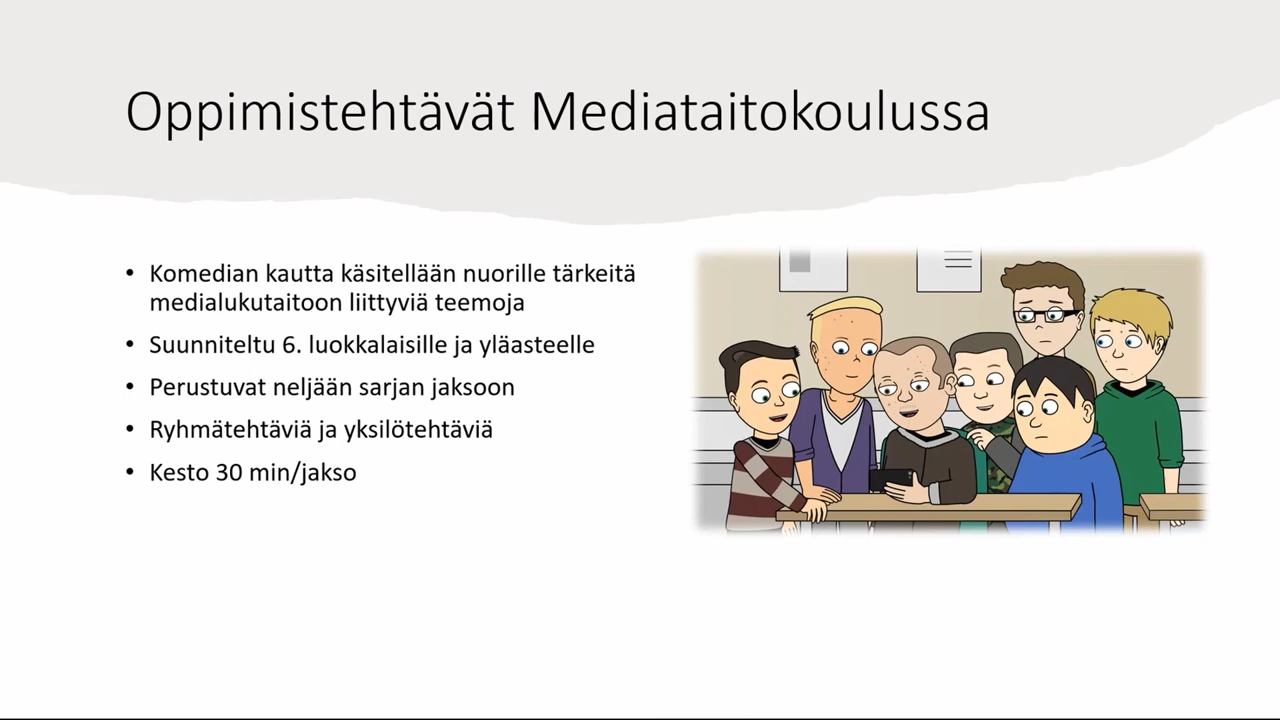 Oppimistehtävät Mediataitokoulussa
• Komedian kautta käsitellään nuorille tärkeitä
medialukutaitoon liittyviä teemoja
• Suunniteltu 6. luokkalaisille ja yläasteelle
• Perustuvat neljään sarjan jaksoon
• Ryhmätehtäviä ja yksilötehtäviä
• Kesto 30 min/jakso